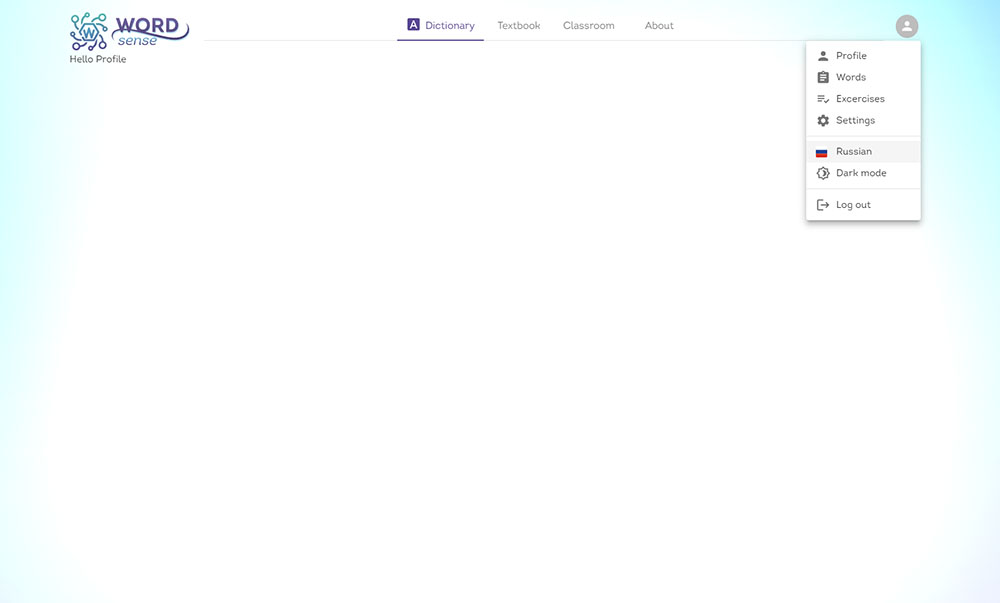 WORD
sense
A Dictionary Textbook Classroom About
Hello Profile
Profile
Words
Excercises
Settings
Russian
Dark mode
Log out